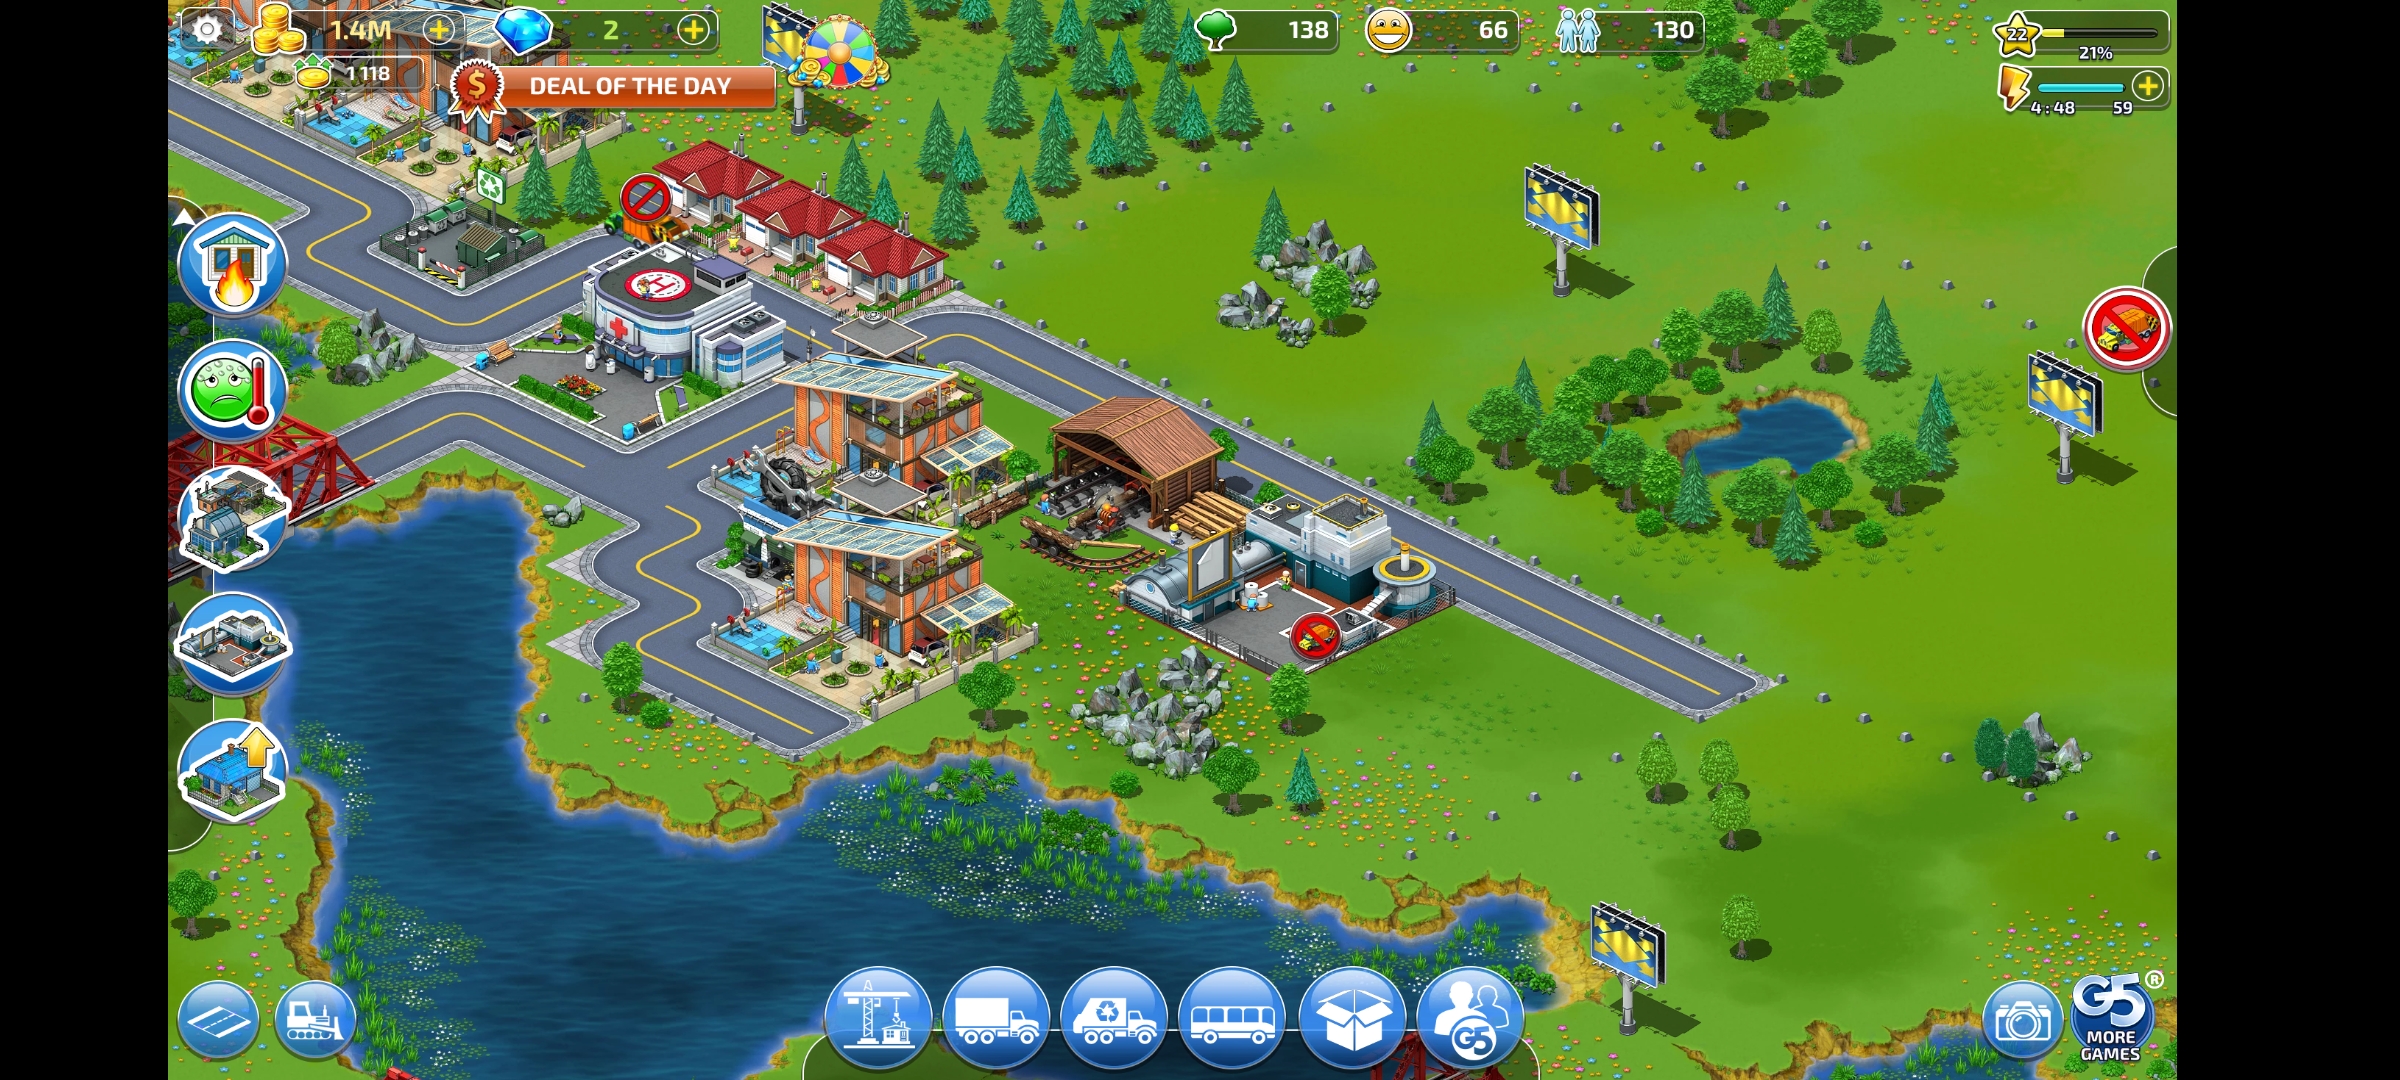 1.4M
2
138
66
130
22
21%
1 118
$ DEAL OF THE DAY
4:48 59
H
A
G5
G5®
MORE
GAMES